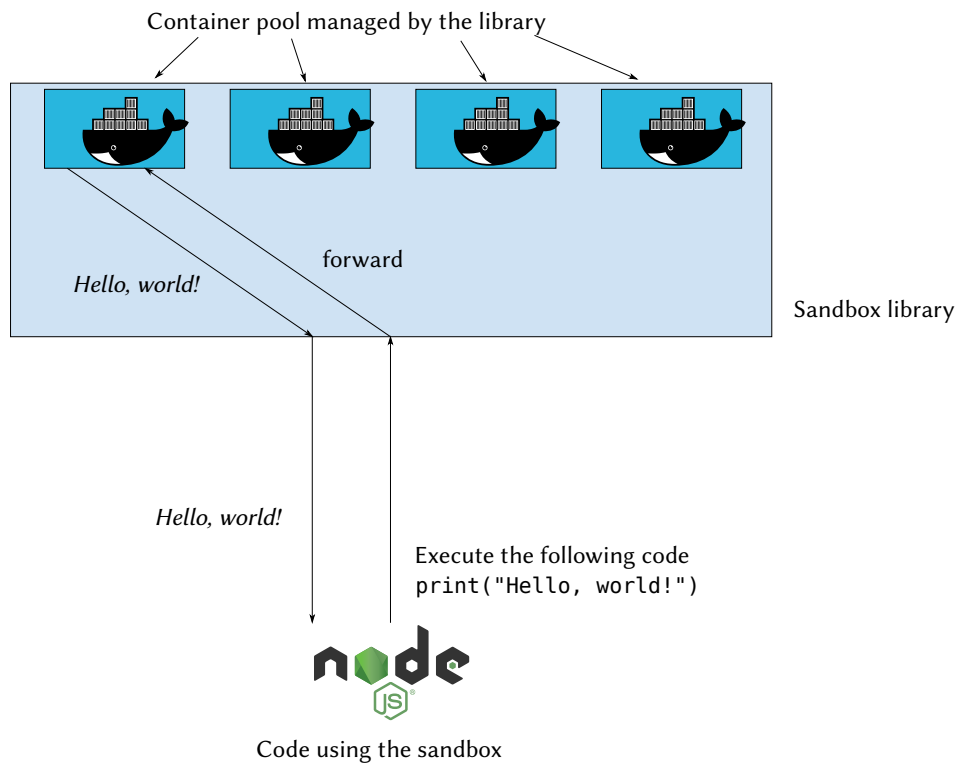 Container pool managed by the library
forward
Hello, world!
Sandbox library
Hello, world!
Execute the following code
print("Hello, world!")
node
JS
®
Code using the sandbox